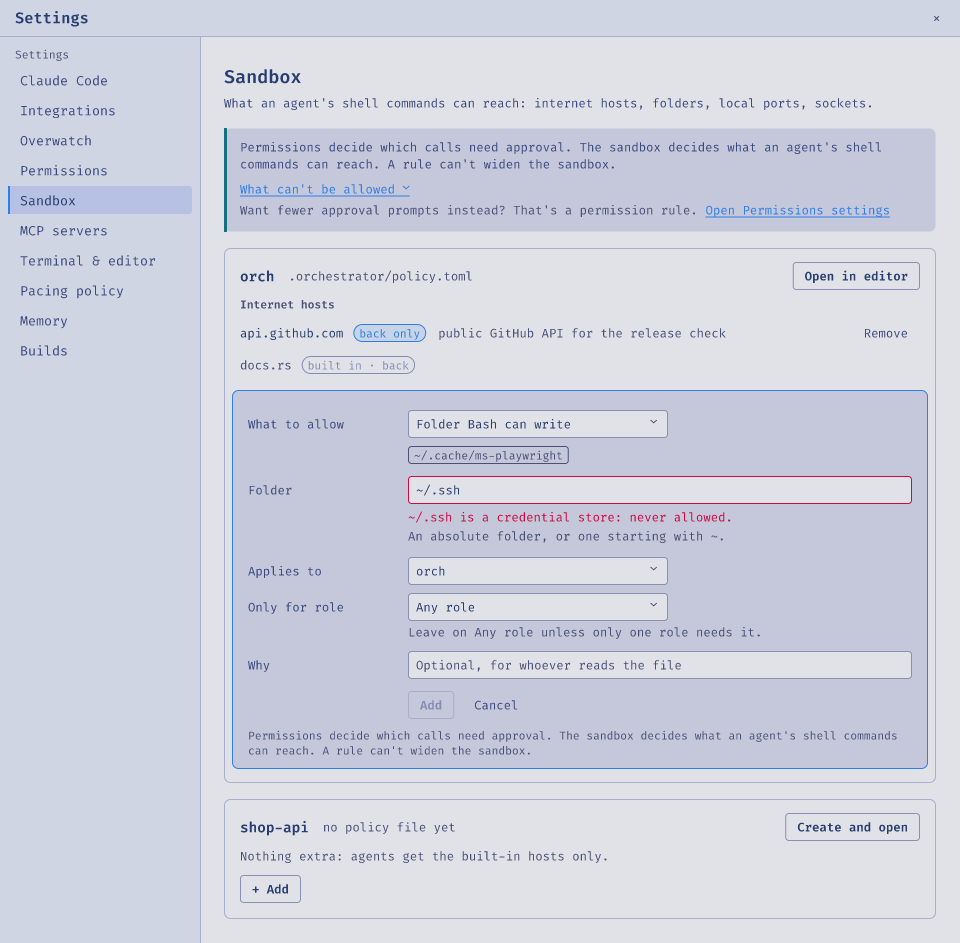 Settings
×
Settings
Claude Code
Integrations
Overwatch
Permissions
Sandbox
MCP servers
Terminal & editor
Pacing policy
Memory
Builds
Sandbox
What an agent's shell commands can reach: internet hosts, folders, local ports, sockets.
Permissions decide which calls need approval. The sandbox decides what an agent's shell
commands can reach. A rule can't widen the sandbox.
What can't be allowed
Want fewer approval prompts instead? That's a permission rule. Open Permissions settings
orch .orchestrator/policy.toml Open in editor
Internet hosts
api.github.com back only public GitHub API for the release check Remove
docs.rs built in · back
What to allow Folder Bash can write
~/.cache/ms-playwright
Folder ~/.ssh
~/.ssh is a credential store: never allowed.
An absolute folder, or one starting with ~.
Applies to orch
Only for role Any role
Leave on Any role unless only one role needs it.
Why Optional, for whoever reads the file
Add Cancel
Permissions decide which calls need approval. The sandbox decides what an agent's shell commands
can reach. A rule can't widen the sandbox.
shop-api no policy file yet Create and open
Nothing extra: agents get the built-in hosts only.
+ Add